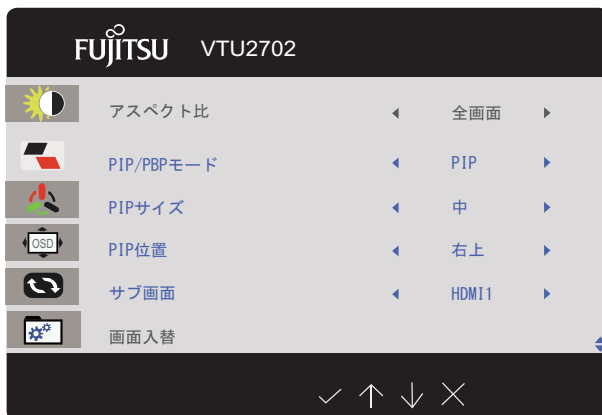 FUJITSU VTU2702
アスペクト比 全画面
PIP/PBPモード PIP
PIPサイズ 中
PIP位置 右上
OSD
サブ画面 HDMI1
画面入替